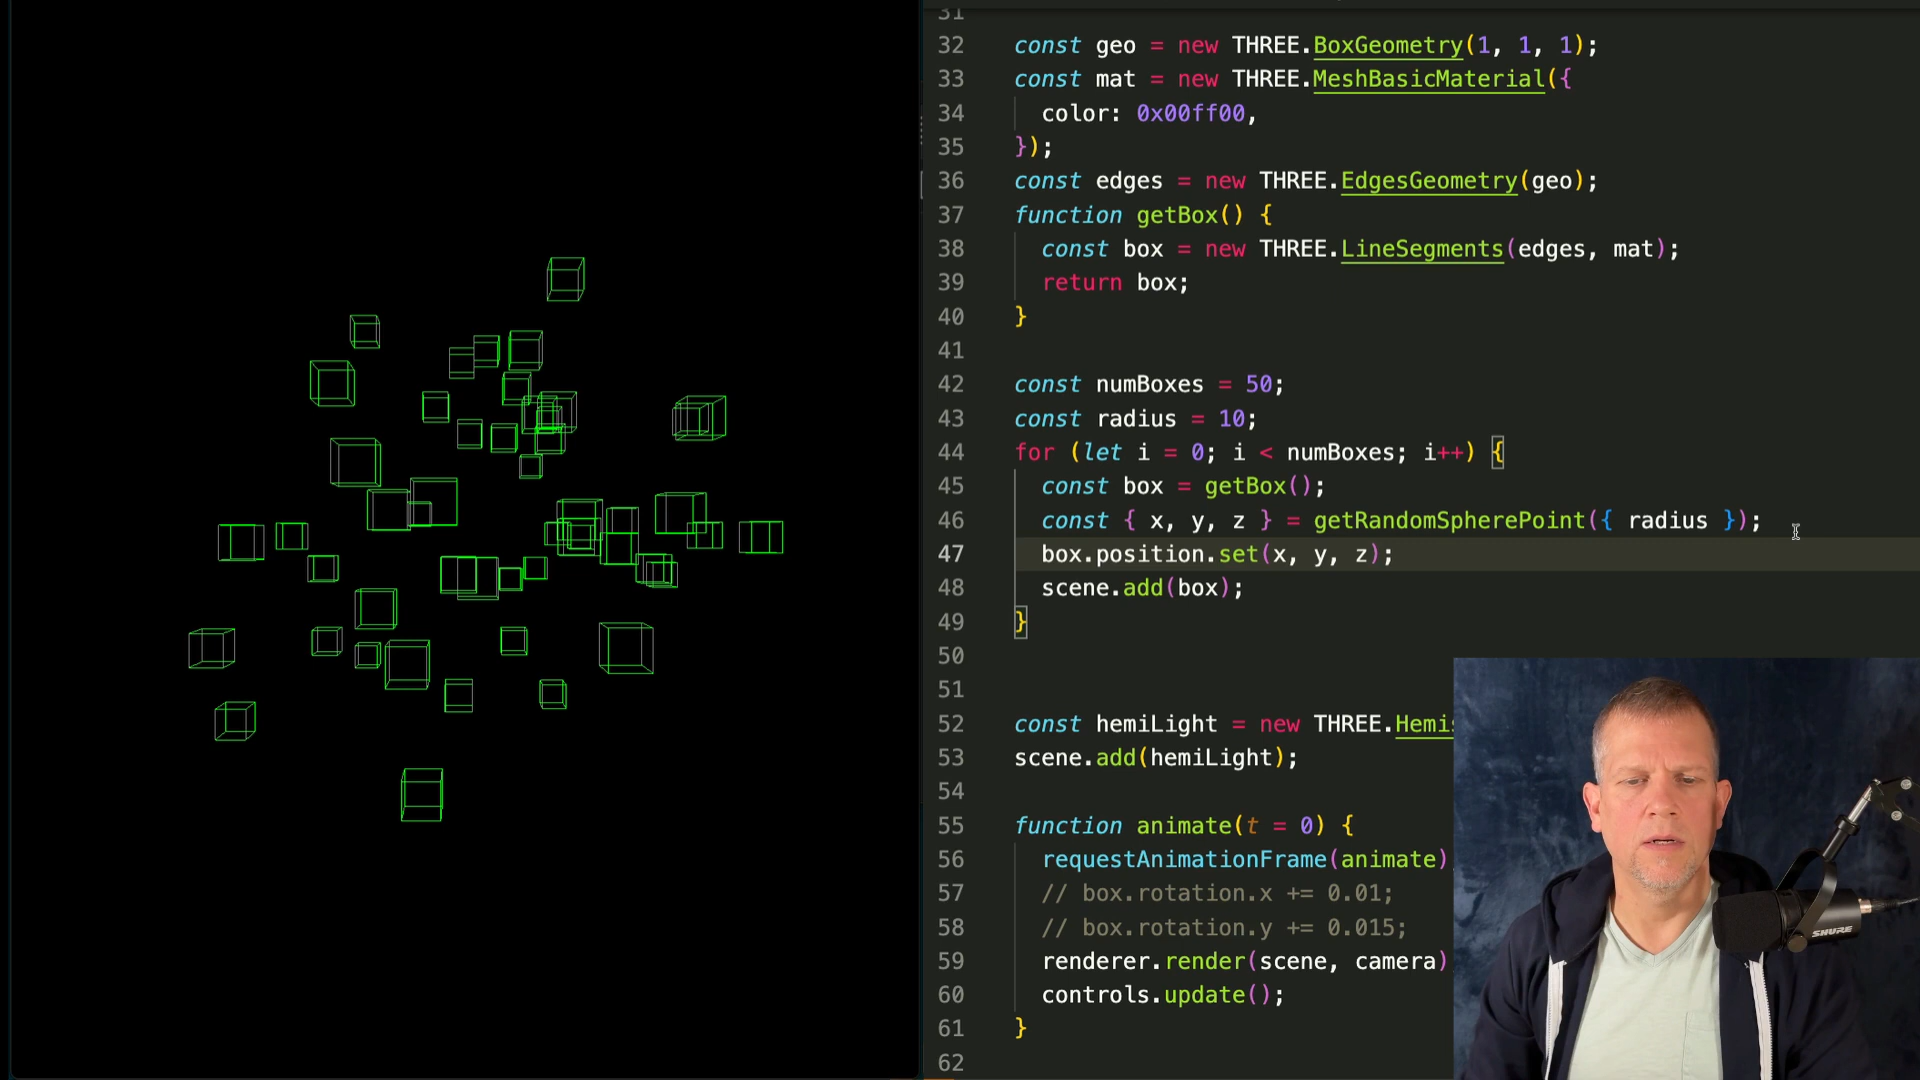 31
32 const geo = new THREE.BoxGeometry(1, 1, 1);
33 const mat = new THREE.MeshBasicMaterial({
34 color: 0x00ff00,
35 });
36 const edges = new THREE.EdgesGeometry(geo);
37 function getBox() {
38 const box = new THREE.LineSegments(edges, mat);
39 return box;
40 }
41
42 const numBoxes = 50;
43 const radius = 10;
44 for (let i = 0; i < numBoxes; i++) {
45 const box = getBox();
46 const { x, y, z } = getRandomSpherePoint({ radius });
47 box.position.set(x, y, z);
48 scene.add(box);
49 }
50
51
52 const hemiLight = new THREE.Hemis
53 scene.add(hemiLight);
54
55 function animate(t = 0) {
56 requestAnimationFrame(animate)
57 // box.rotation.x += 0.01;
58 // box.rotation.y += 0.015;
59 renderer.render(scene, camera)
60 controls.update();
61 }
62
SHURE